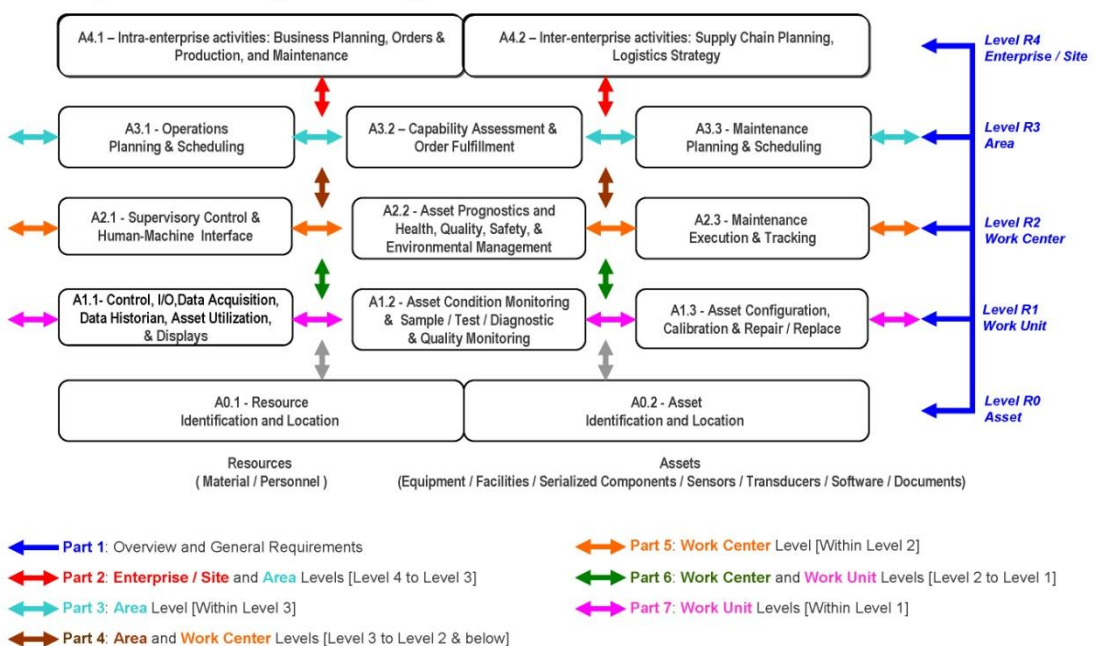 A4.1 – Intra-enterprise activities: Business Planning, Orders &
Production, and Maintenance
A4.2 – Inter-enterprise activities: Supply Chain Planning,
Logistics Strategy
Level R4
Enterprise / Site
A3.1 - Operations
Planning & Scheduling
A3.2 – Capability Assessment &
Order Fulfillment
A3.3 - Maintenance
Planning & Scheduling
Level R3
Area
A2.1 - Supervisory Control &
Human-Machine Interface
A2.2 - Asset Prognostics and
Health, Quality, Safety, &
Environmental Management
A2.3 - Maintenance
Execution & Tracking
Level R2
Work Center
A1.1- Control, I/O,Data Acquisition,
Data Historian, Asset Utilization,
& Displays
A1.2 - Asset Condition Monitoring
& Sample / Test / Diagnostic
& Quality Monitoring
A1.3 - Asset Configuration,
Calibration & Repair / Replace
Level R1
Work Unit
A0.1 - Resource
Identification and Location
A0.2 - Asset
Identification and Location
Level R0
Asset
Resources
( Material / Personnel )
Assets
(Equipment / Facilities / Serialized Components / Sensors / Transducers / Software / Documents)
Part 1: Overview and General Requirements
Part 2: Enterprise / Site and Area Levels [Level 4 to Level 3]
Part 3: Area Level [Within Level 3]
Part 4: Area and Work Center Levels [Level 3 to Level 2 & below]
Part 5: Work Center Level [Within Level 2]
Part 6: Work Center and Work Unit Levels [Level 2 to Level 1]
Part 7: Work Unit Levels [Within Level 1]